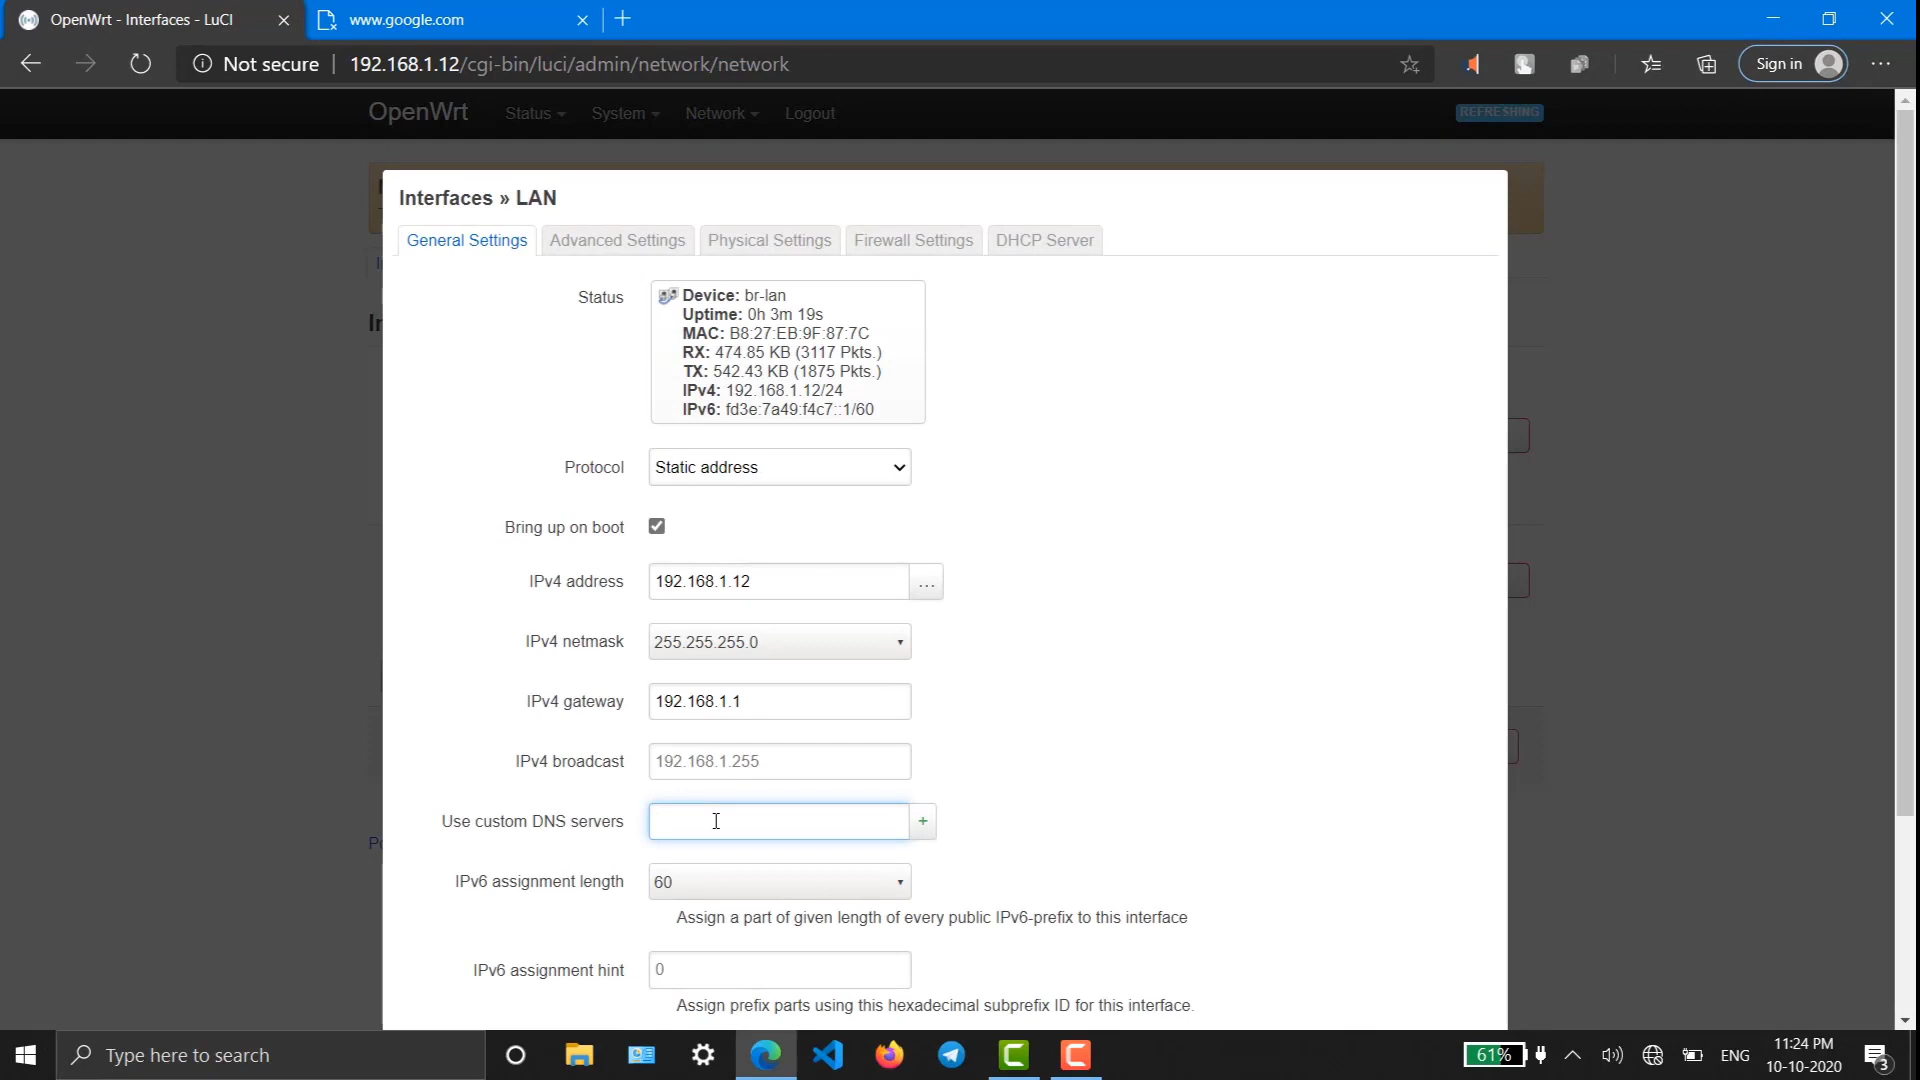 OpenWrt - Interfaces - LuCI
www.google.com
Not secure
192.168.1.12/cgi-bin/luci/admin/network/network
Sign in
OpenWrt
Status
System
Network
Logout
REFRESHING
Interfaces » LAN
General Settings
Advanced Settings
Physical Settings
Firewall Settings
DHCP Server
Status
Device: br-lan
Uptime: 0h 3m 19s
MAC: B8:27:EB:9F:87:7C
RX: 474.85 KB (3117 Pkts.)
TX: 542.43 KB (1875 Pkts.)
IPv4: 192.168.1.12/24
IPv6: fd3e:7a49:f4c7::1/60
Protocol
Static address
Bring up on boot
IPv4 address
192.168.1.12
...
IPv4 netmask
255.255.255.0
IPv4 gateway
192.168.1.1
IPv4 broadcast
192.168.1.255
Use custom DNS servers
+
IPv6 assignment length
60
Assign a part of given length of every public IPv6-prefix to this interface
IPv6 assignment hint
0
Assign prefix parts using this hexadecimal subprefix ID for this interface.
Type here to search
61%
ENG
11:24 PM
10-10-2020
3